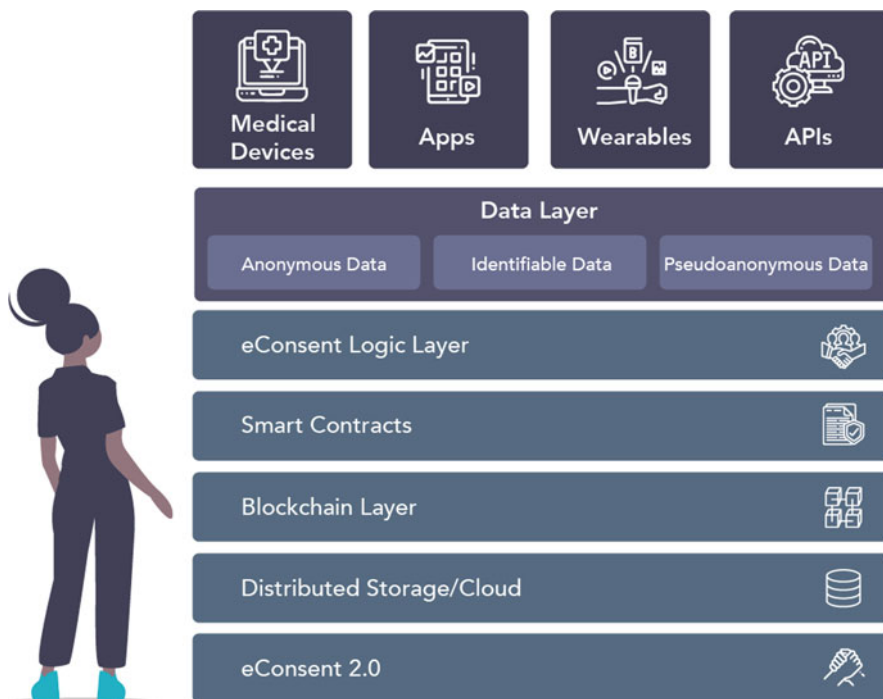 Medical
Devices
Apps
B
Wearables
API
APIs
Data Layer
Anonymous Data
Identifiable Data
Pseudoanonymous Data
eConsent Logic Layer
Smart Contracts
Blockchain Layer
Distributed Storage/Cloud
eConsent 2.0